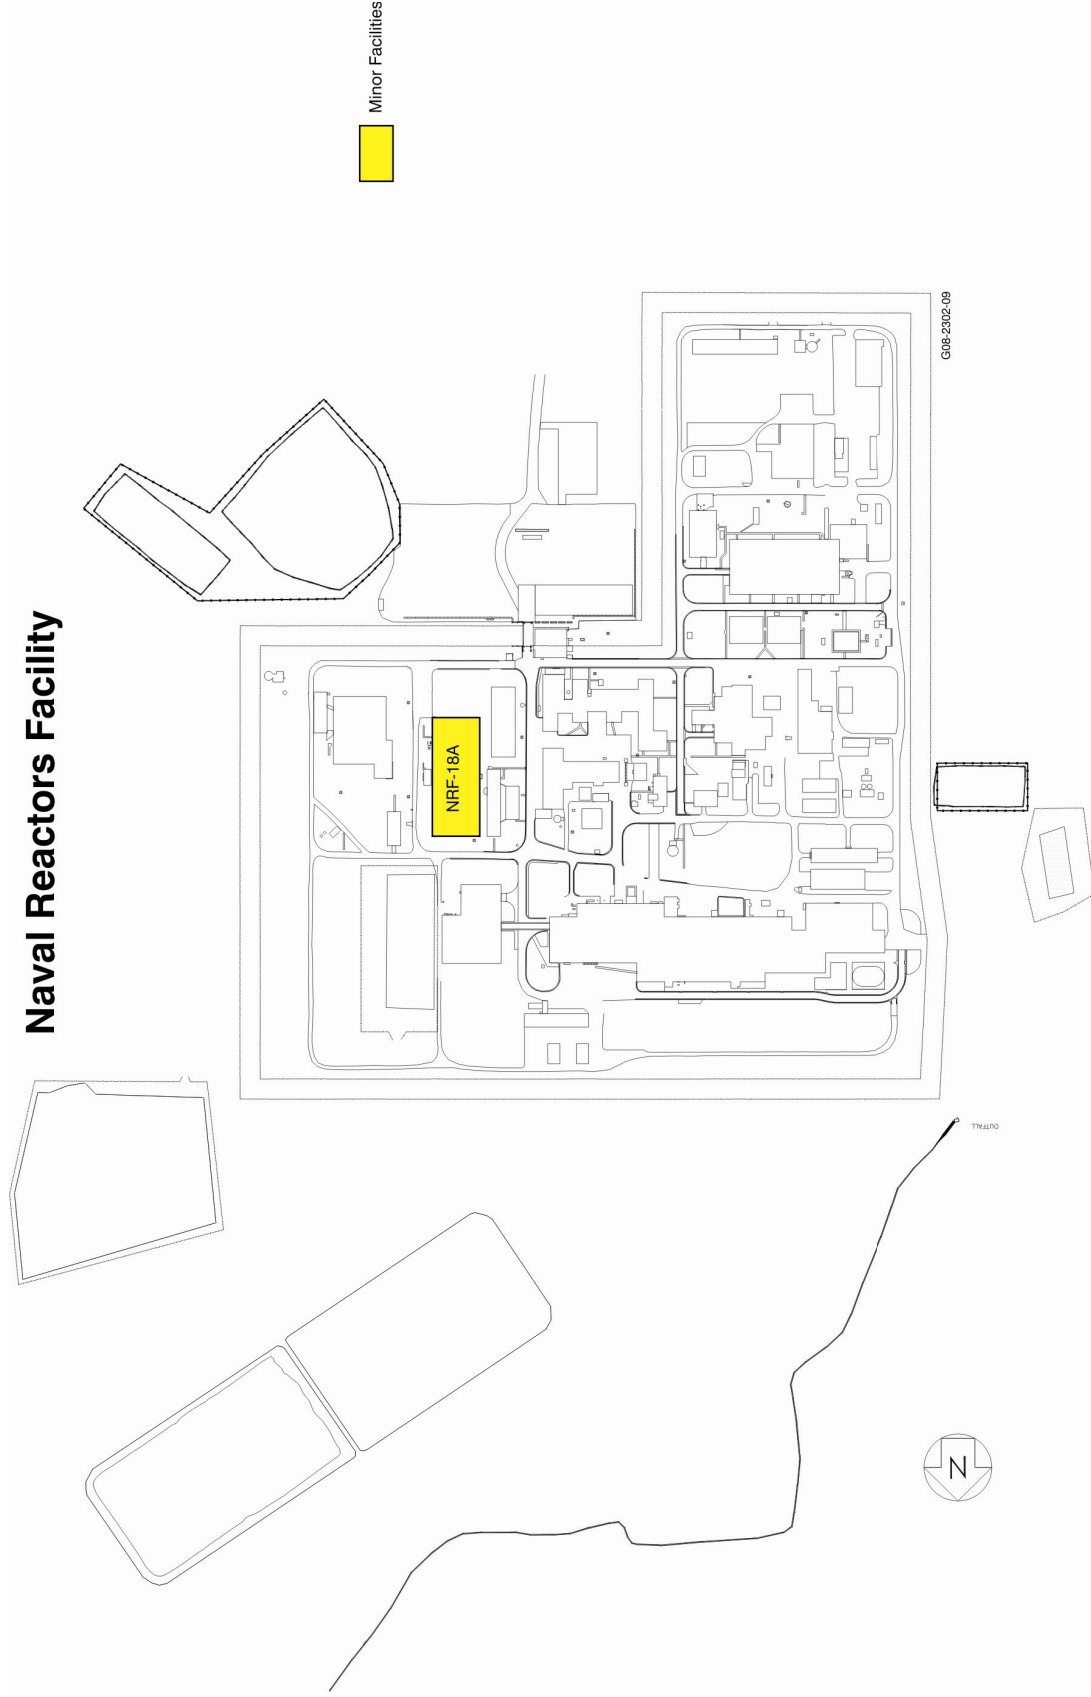 Naval Reactors Facility
Minor Facilities
NRF-18A
G08-2302-09
OUTFALL
N